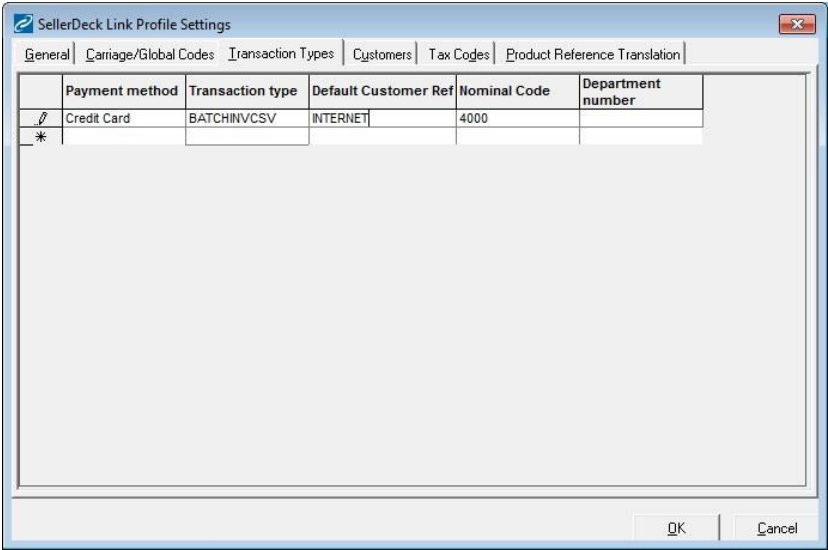 SellerDeck Link Profile Settings
General Carriage/Global Codes Transaction Types Customers Tax Codes Product Reference Translation
Payment method Transaction type Default Customer Ref Nominal Code Department number
Credit Card BATCHINVCSV INTERNET 4000
OK Cancel